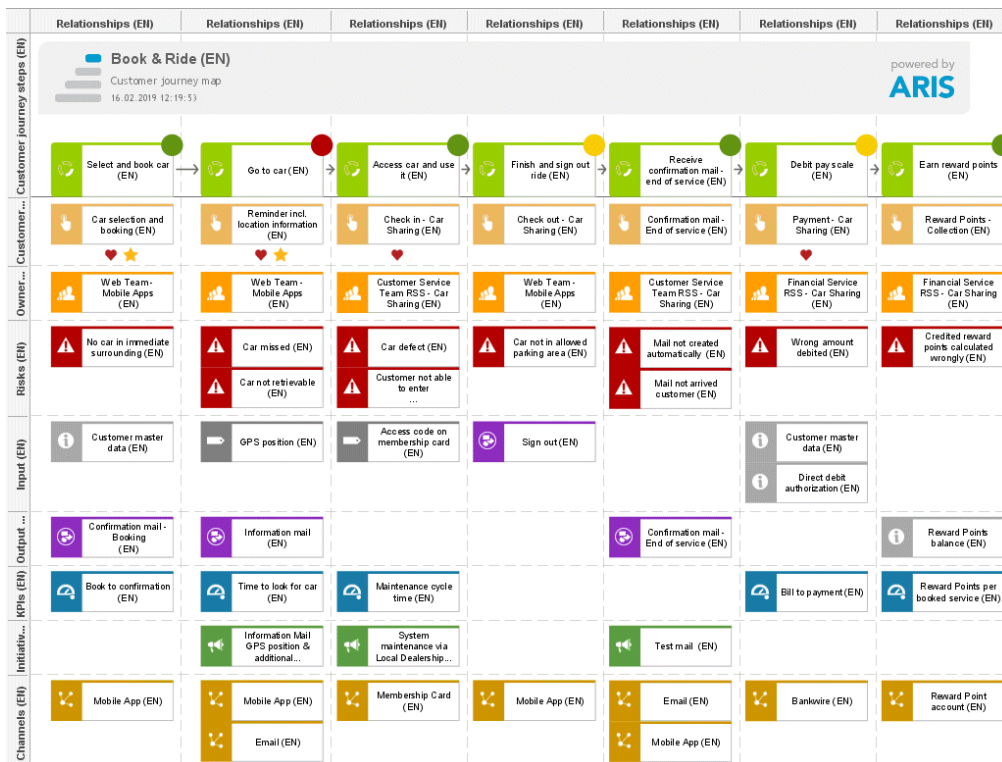 Relationships (EN) Relationships (EN) Relationships (EN) Relationships (EN) Relationships (EN) Relationships (EN) Relationships (EN)
Customer journey steps (EN)
Book & Ride (EN)
Customer journey map
16.02.2019 12:19:53
powered by
ARIS
Select and book car
(EN)
Go to car (EN)
Access car and use
it (EN)
Finish and sign out
ride (EN)
Receive
confirmation mail -
end of service (EN)
Debit pay scale
(EN)
Earn reward points
(EN)
Customer...
Car selection and
booking (EN)
Reminder incl.
location information
(EN)
Check in - Car
Sharing (EN)
Check out - Car
Sharing (EN)
Confirmation mail -
End of service (EN)
Payment - Car
Sharing (EN)
Reward Points -
Collection (EN)
Owner...
Web Team -
Mobile Apps
(EN)
Web Team -
Mobile Apps
(EN)
Customer Service
Team RSS - Car
Sharing (EN)
Web Team -
Mobile Apps
(EN)
Customer Service
Team RSS - Car
Sharing (EN)
Financial Service
RSS - Car Sharing
(EN)
Financial Service
RSS - Car Sharing
(EN)
Risks (EN)
No car in immediate
surrounding (EN)
Car missed (EN)
Car not retrievable
(EN)
Car defect (EN)
Customer not able
to enter
...
Car not in allowed
parking area (EN)
Mail not created
automatically (EN)
Mail not arrived
customer (EN)
Wrong amount
debited (EN)
Credited reward
points calculated
wrongly (EN)
Input (EN)
Customer master
data (EN)
GPS position (EN)
Access code on
membership card
(EN)
Sign out (EN)
Customer master
data (EN)
Direct debit
authorization (EN)
Output ...
Confirmation mail -
Booking
(EN)
Information mail
(EN)
Confirmation mail -
End of service (EN)
Reward Points
balance (EN)
KPIs (EN)
Book to confirmation
(EN)
Time to look for car
(EN)
Maintenance cycle
time (EN)
Bill to payment (EN)
Reward Points per
booked service (EN)
Initiativ...
Information Mail
GPS position &
additional...
System
maintenance via
Local Dealership...
Test mail (EN)
Channels (EN)
Mobile App (EN)
Mobile App (EN)
Email (EN)
Membership Card
(EN)
Mobile App (EN)
Email (EN)
Mobile App (EN)
Bankwire (EN)
Reward Point
account (EN)